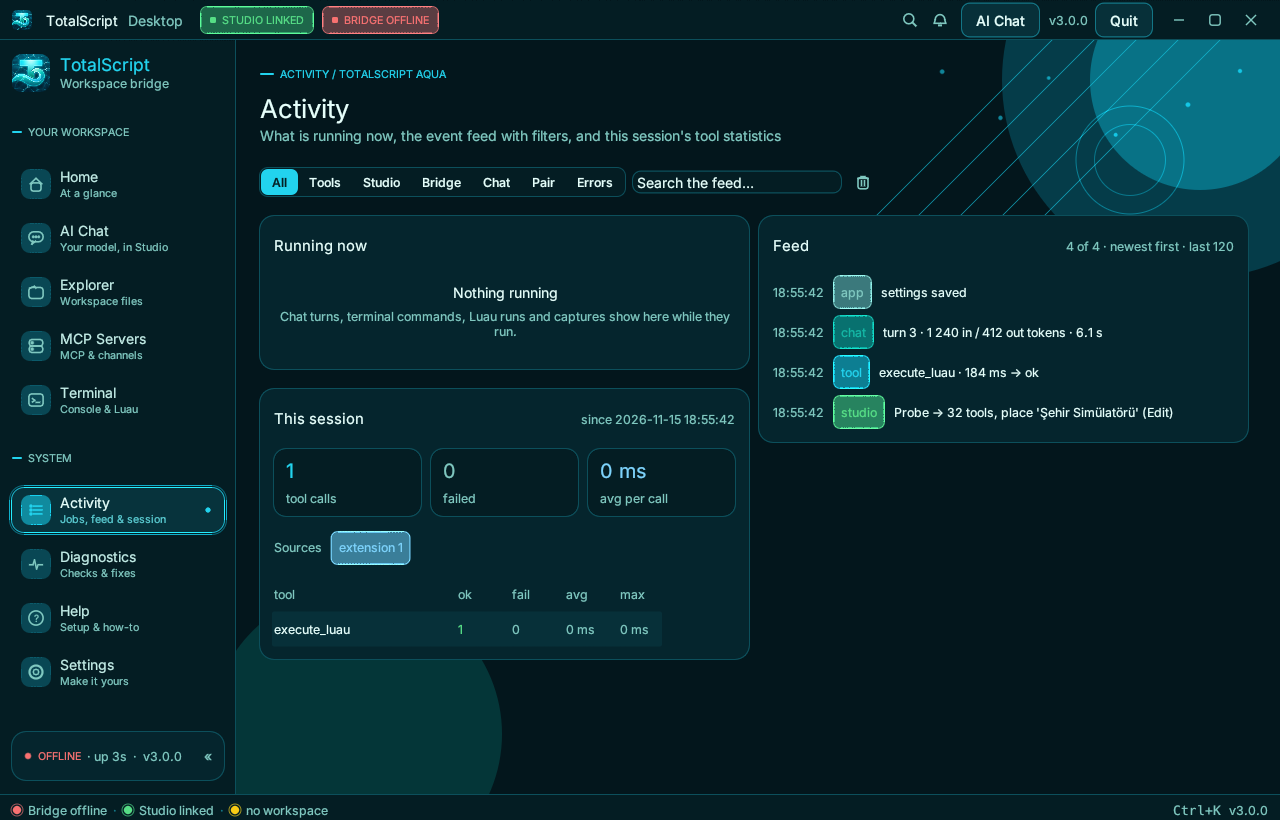 TotalScript Desktop
STUDIO LINKED
BRIDGE OFFLINE
AI Chat
v3.0.0
Quit
TotalScript
Workspace bridge
YOUR WORKSPACE
Home
At a glance
AI Chat
Your model, in Studio
Explorer
Workspace files
MCP Servers
MCP & channels
Terminal
Console & Luau
SYSTEM
Activity
Jobs, feed & session
Diagnostics
Checks & fixes
Help
Setup & how-to
Settings
Make it yours
OFFLINE · up 3s · v3.0.0 «
ACTIVITY / TOTALSCRIPT AQUA
Activity
What is running now, the event feed with filters, and this session's tool statistics
All Tools Studio Bridge Chat Pair Errors
Search the feed...
Running now
Nothing running
Chat turns, terminal commands, Luau runs and captures show here while they
run.
This session
since 2026-11-15 18:55:42
1
tool calls
0
failed
0 ms
avg per call
Sources extension 1
tool ok fail avg max
execute_luau 1 0 0 ms 0 ms
Feed
4 of 4 · newest first · last 120
18:55:42 app settings saved
18:55:42 chat turn 3 · 1 240 in / 412 out tokens · 6.1 s
18:55:42 tool execute_luau · 184 ms → ok
18:55:42 studio Probe → 32 tools, place 'Şehir Simülatörü' (Edit)
Bridge offline · Studio linked · no workspace
Ctrl+K v3.0.0